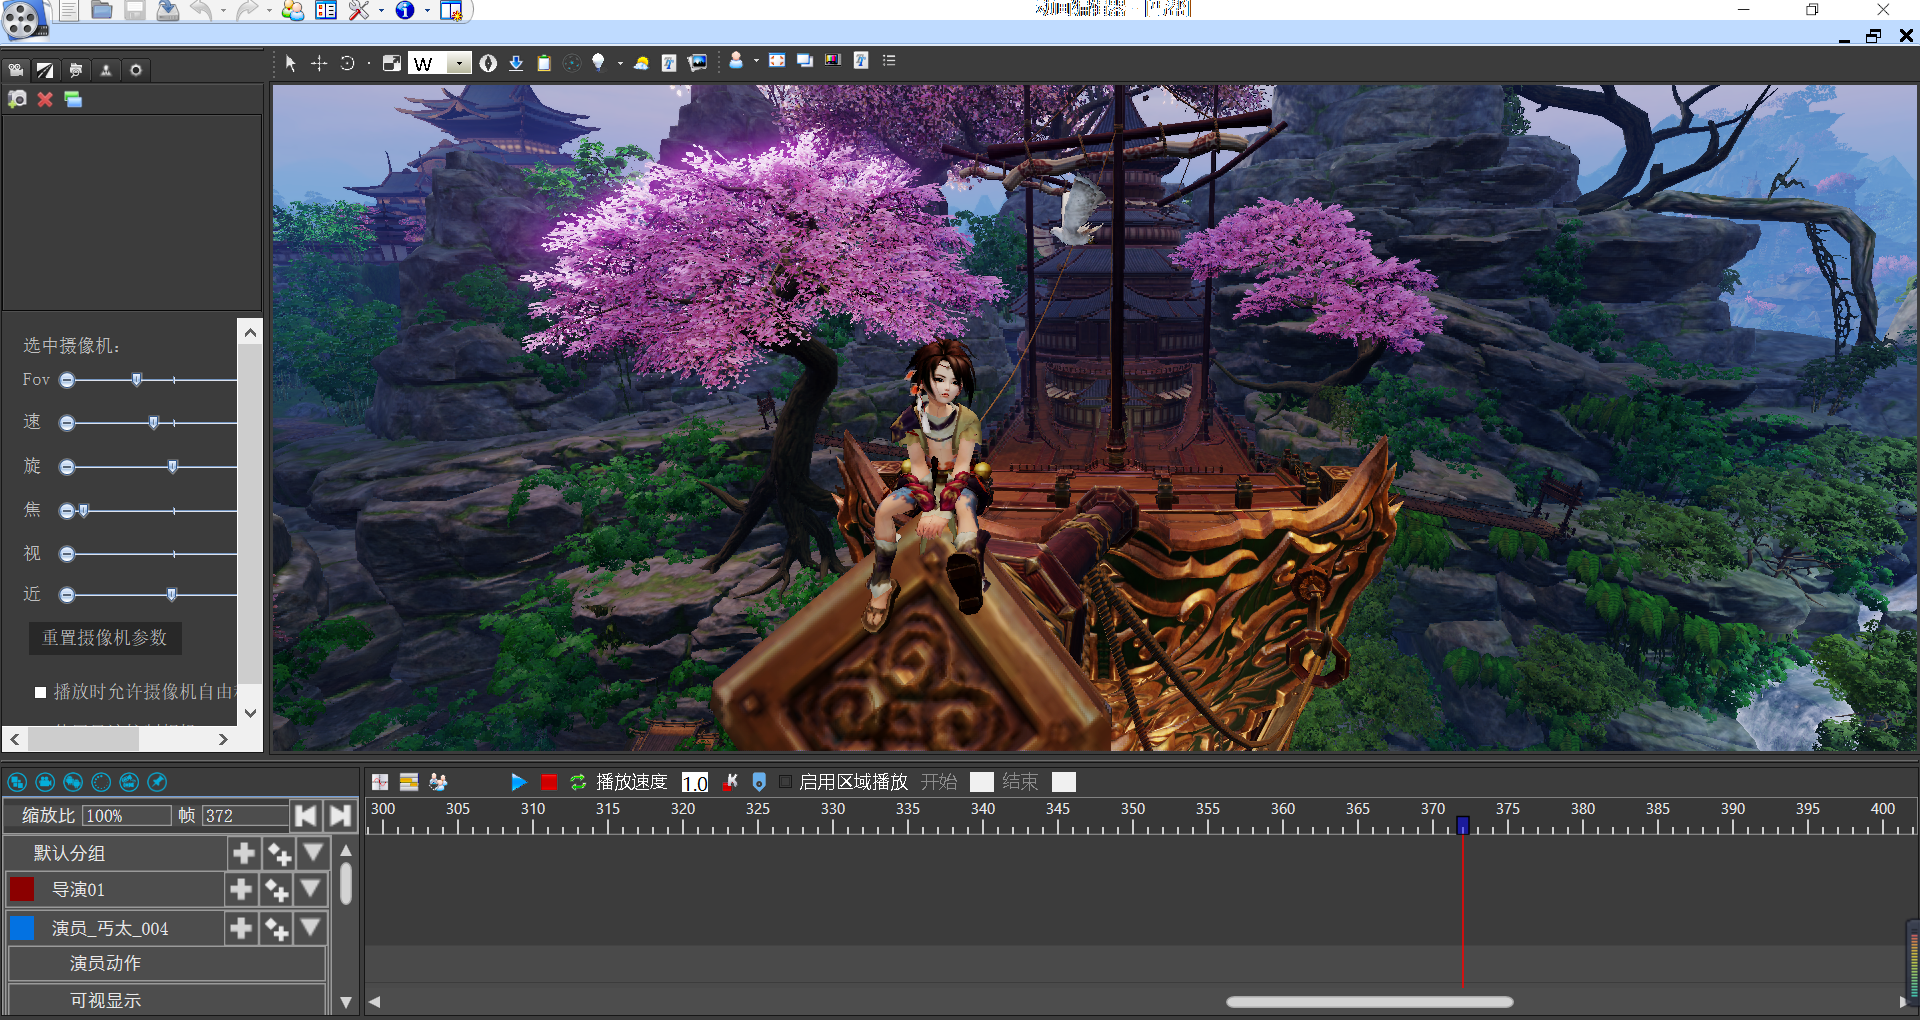 W
选中摄像机：
Fov
速
旋
焦
视
近
重置摄像机参数
播放时允许摄像机自由
播放速度 1.0 启用区域播放 开始 结束
缩放比 100% 帧 372
300 305 310 315 320 325 330 335 340 345 350 355 360 365 370 375 380 385 390 395 400
默认分组
导演01
演员_丐太_004
演员动作
可视显示